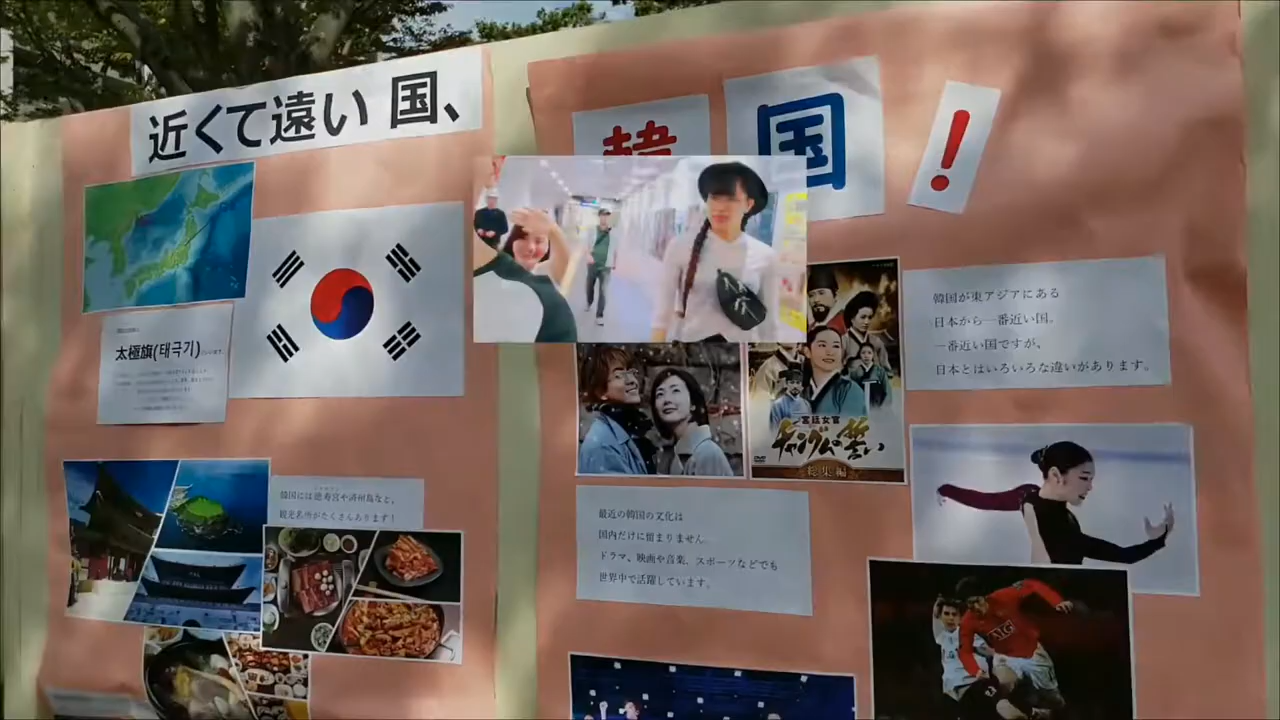 近くて遠い 国、
韓 国 !
太極旗(태극기)
韓国が東アジアにある
日本から一番近い国。
一番近い国ですが、
日本とはいろいろな違いがあります。
宮廷女官
チャングムの誓い
総集編
韓国には徳寿宮や済州島など、
観光名所がたくさんあります!
最近の韓国の文化は
国内だけに留まりません。
ドラマ、映画や音楽、スポーツなどでも
世界中で活躍しています。
AIG